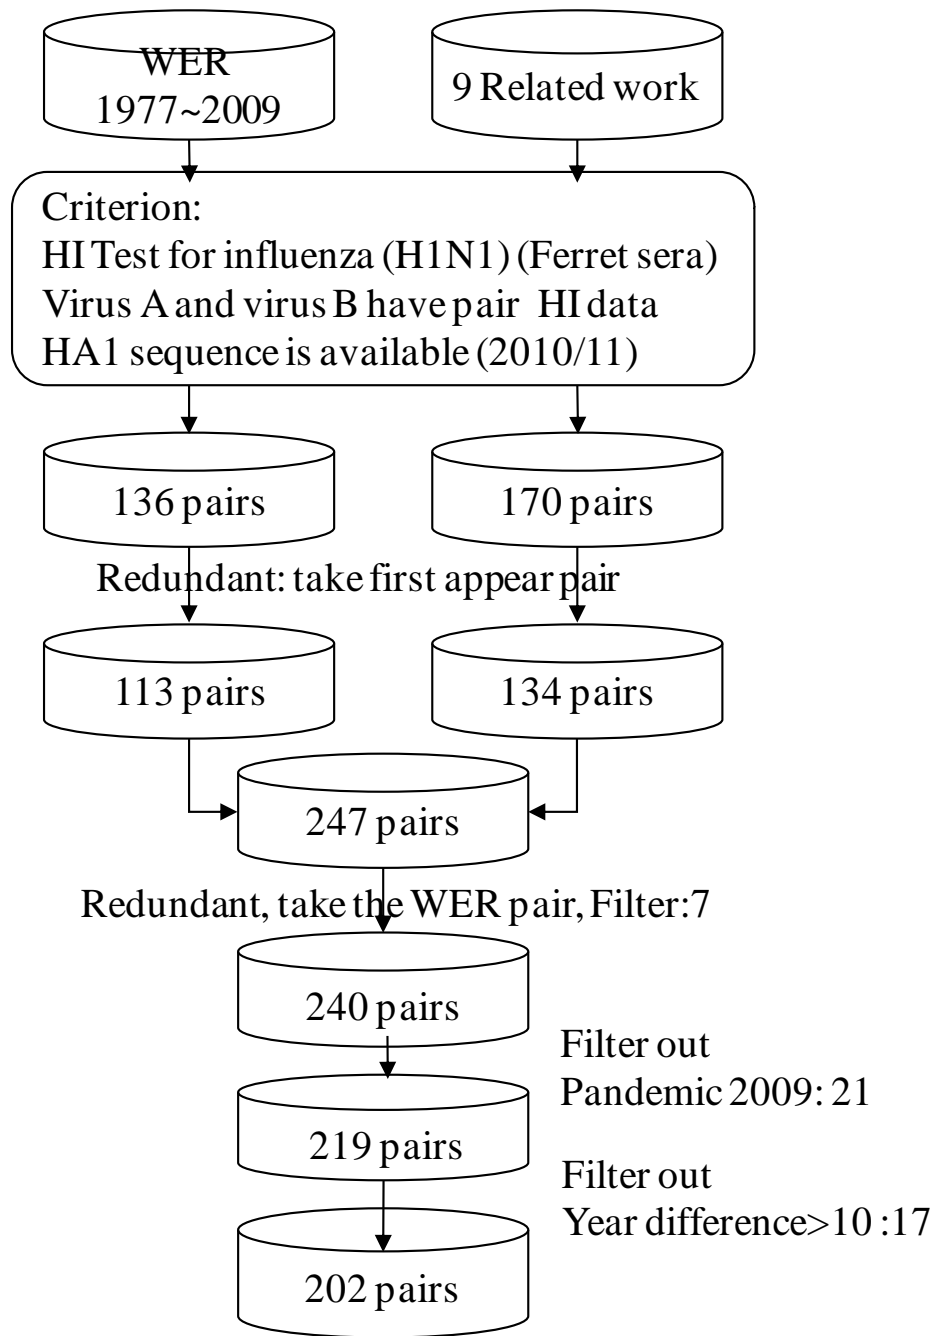 WER
1977~2009
9 Related work
Criterion:
HI Test for influenza (H1N1) (Ferret sera)
Virus A and virus B have pair HI data
HA1 sequence is available (2010/11)
136 pairs
170 pairs
Redundant: take first appear pair
113 pairs
134 pairs
247 pairs
Redundant, take the WER pair, Filter:7
240 pairs
Filter out
Pandemic 2009: 21
219 pairs
Filter out
Year difference>10 :17
202 pairs